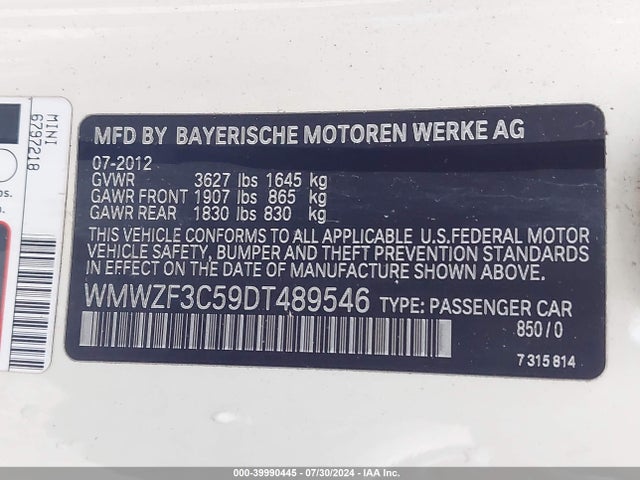 MINI
6797218
bs.
o.
MFD BY BAYERISCHE MOTOREN WERKE AG
07-2012
GVWR 3627 lbs 1645 kg
GAWR FRONT 1907 lbs 865 kg
GAWR REAR 1830 lbs 830 kg
THIS VEHICLE CONFORMS TO ALL APPLICABLE U.S.FEDERAL MOTOR
VEHICLE SAFETY, BUMPER AND THEFT PREVENTION STANDARDS
IN EFFECT ON THE DATE OF MANUFACTURE SHOWN ABOVE.
WMWZF3C59DT489546 TYPE: PASSENGER CAR
850/0
7 315 814
000-39990445 - 07/30/2024 - IAA Inc.